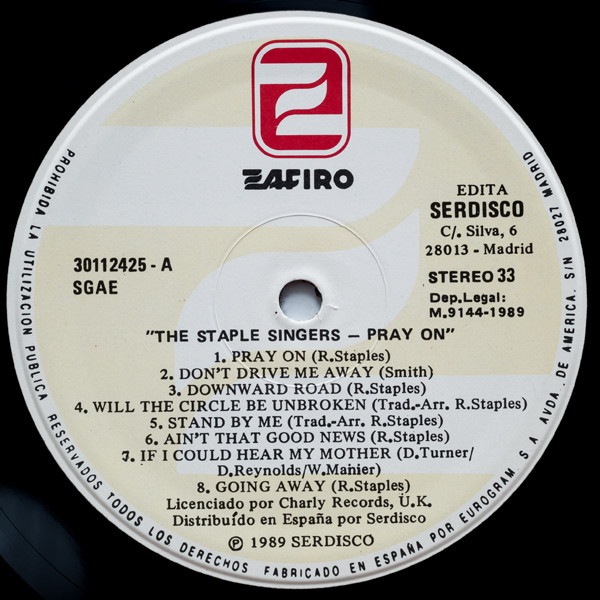 ZAFIRO
EDITA
SERDISCO
C/. Silva, 6
28013 - Madrid
30112425 - A
SGAE
STEREO 33
Dep.Legal:
M.9144-1989
"THE STAPLE SINGERS — PRAY ON"
1. PRAY ON (R.Staples)
2. DON'T DRIVE ME AWAY (Smith)
3. DOWNWARD ROAD (R.Staples)
4. WILL THE CIRCLE BE UNBROKEN (Trad.-Arr. R.Staples)
5. STAND BY ME (Trad.-Arr. R.Staples)
6. AIN'T THAT GOOD NEWS (R.Staples)
7. IF I COULD HEAR MY MOTHER (D.Turner/
D.Reynolds/W.Manier)
8. GOING AWAY (R.Staples)
Licenciado por Charly Records, U.K.
Distribuído en España por Serdisco
℗ 1989 SERDISCO
PROHIBIDA LA UTILIZACION PUBLICA RESERVADOS TODOS LOS DERECHOS FABRICADO EN ESPAÑA POR EUROGRAM. S A AVDA. DE AMERICA, S/N 28027 MADRID